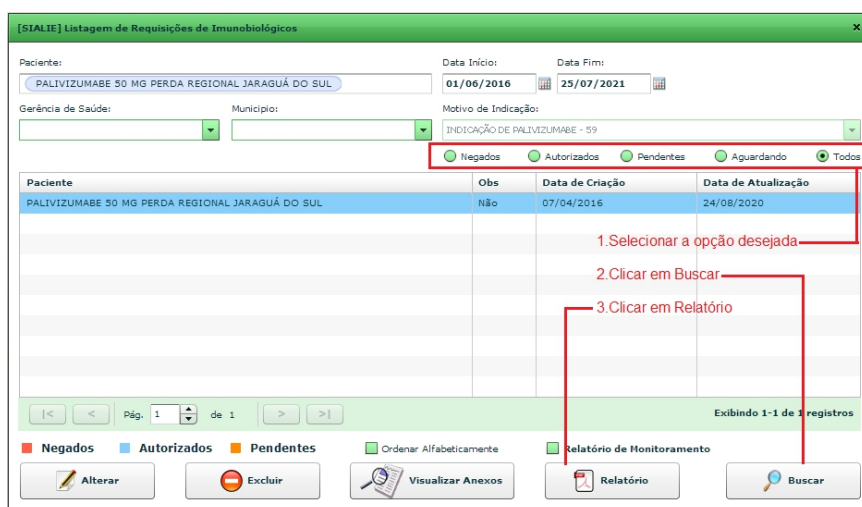 [SIALIE] Listagem de Requisições de Imunobiológicos x
Paciente: Data Início: Data Fim:
PALIVIZUMABE 50 MG PERDA REGIONAL JARAGUÁ DO SUL 01/06/2016 25/07/2021
Gerência de Saúde: Municipio: Motivo de Indicação:
INDICAÇÃO DE PALIVIZUMABE - 59
Negados Autorizados Pendentes Aguardando Todos
Paciente Obs Data de Criação Data de Atualização
PALIVIZUMABE 50 MG PERDA REGIONAL JARAGUÁ DO SUL Não 07/04/2016 24/08/2020
1.Selecionar a opção desejada
2.Clicar em Buscar
3.Clicar em Relatório
|< < Pág. 1 de 1 > >| Exibindo 1-1 de 1 registros
Negados Autorizados Pendentes Ordenar Alfabeticamente Relatório de Monitoramento
Alterar Excluir Visualizar Anexos Relatório Buscar